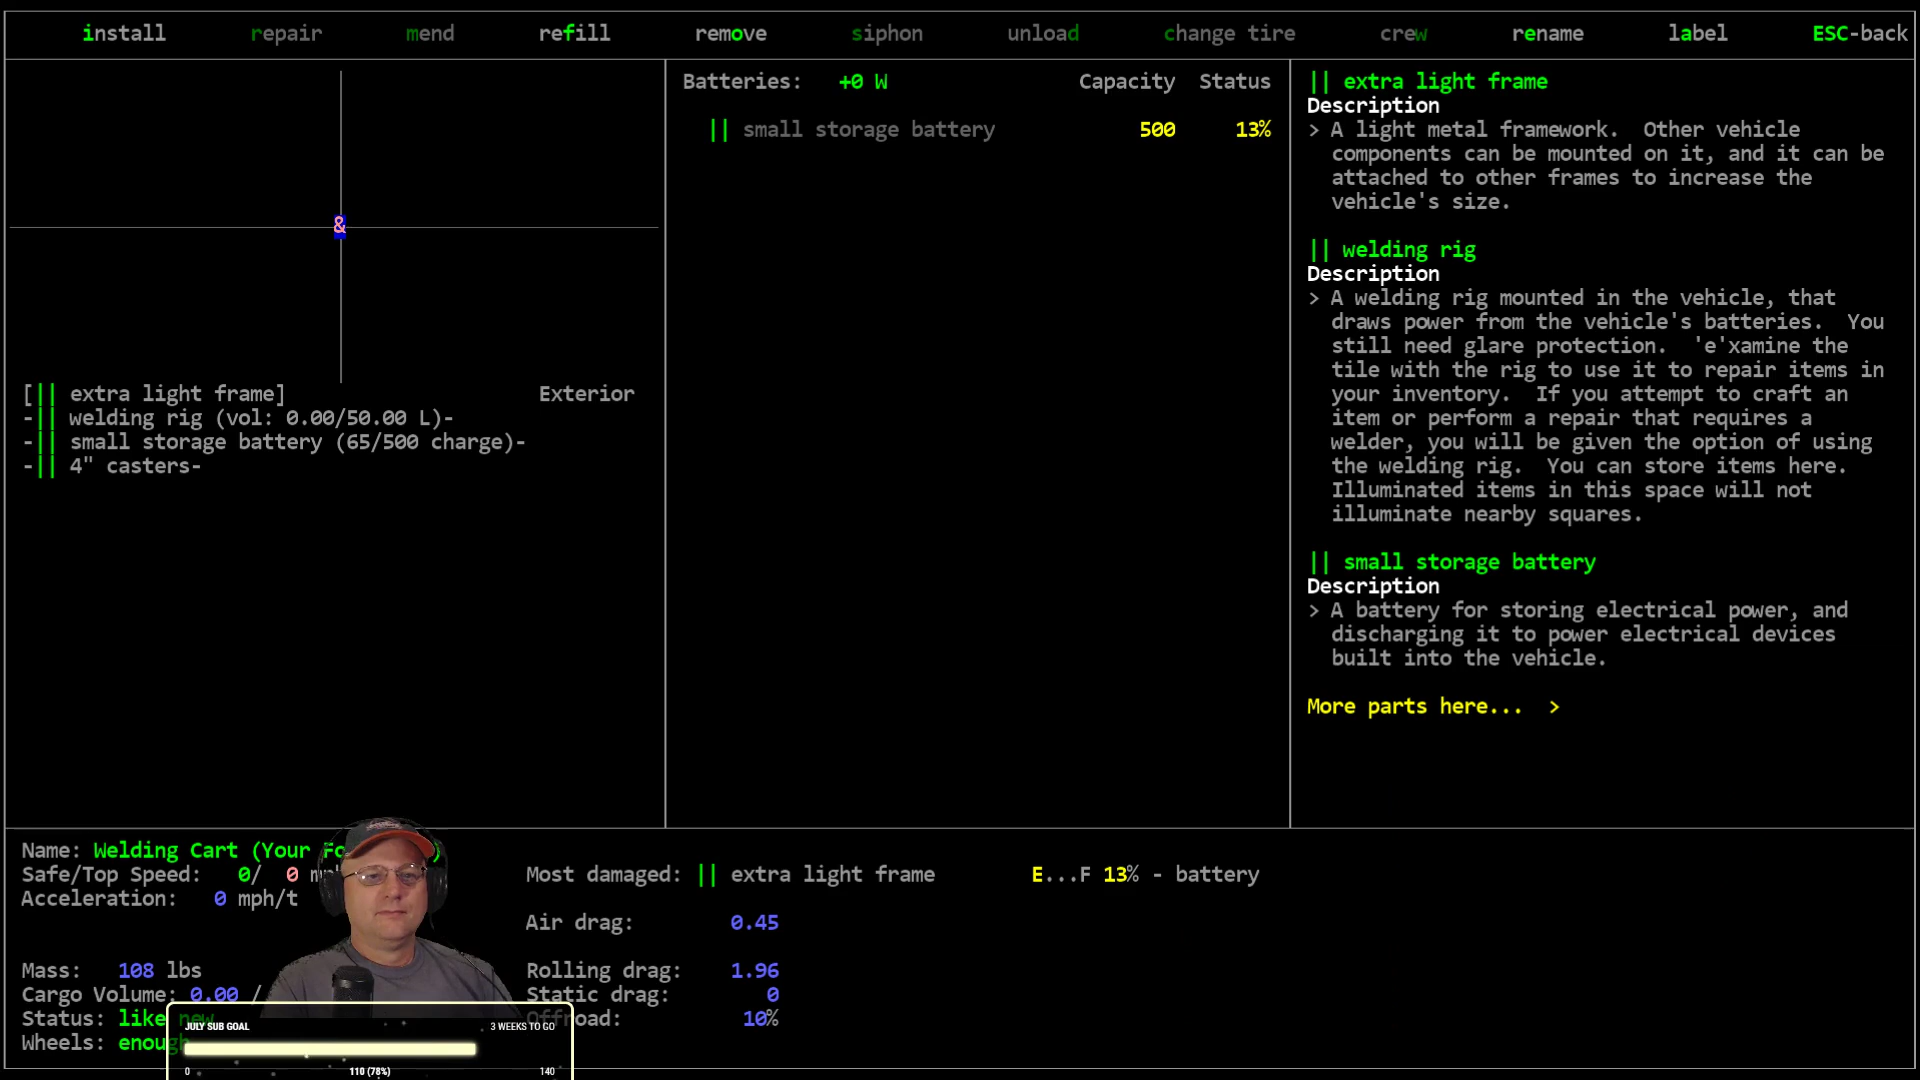 install repair mend refill remove siphon unload change tire crew rename label ESC-back
&
[|| extra light frame] Exterior
-|| welding rig (vol: 0.00/50.00 L)-
-|| small storage battery (65/500 charge)-
-|| 4" casters-
Batteries: +0 W Capacity Status
|| small storage battery 500 13%
|| extra light frame
Description
> A light metal framework.  Other vehicle
components can be mounted on it, and it can be
attached to other frames to increase the
vehicle's size.
|| welding rig
Description
> A welding rig mounted in the vehicle, that
draws power from the vehicle's batteries.  You
still need glare protection.  'e'xamine the
tile with the rig to use it to repair items in
your inventory.  If you attempt to craft an
item or perform a repair that requires a
welder, you will be given the option of using
the welding rig.  You can store items here.
Illuminated items in this space will not
illuminate nearby squares.
|| small storage battery
Description
> A battery for storing electrical power, and
discharging it to power electrical devices
built into the vehicle.
More parts here...  >
Name: Welding Cart (Your Fo )
Safe/Top Speed: 0/ 0 m
Acceleration: 0 mph/t
Mass: 108 lbs
Cargo Volume: 0.00 /
Status: like new
Wheels: enough
Most damaged: || extra light frame
Air drag: 0.45
Rolling drag: 1.96
Static drag: 0
Offroad: 10%
E...F 13% - battery
JULY SUB GOAL 3 WEEKS TO GO
0 110 (78%) 140